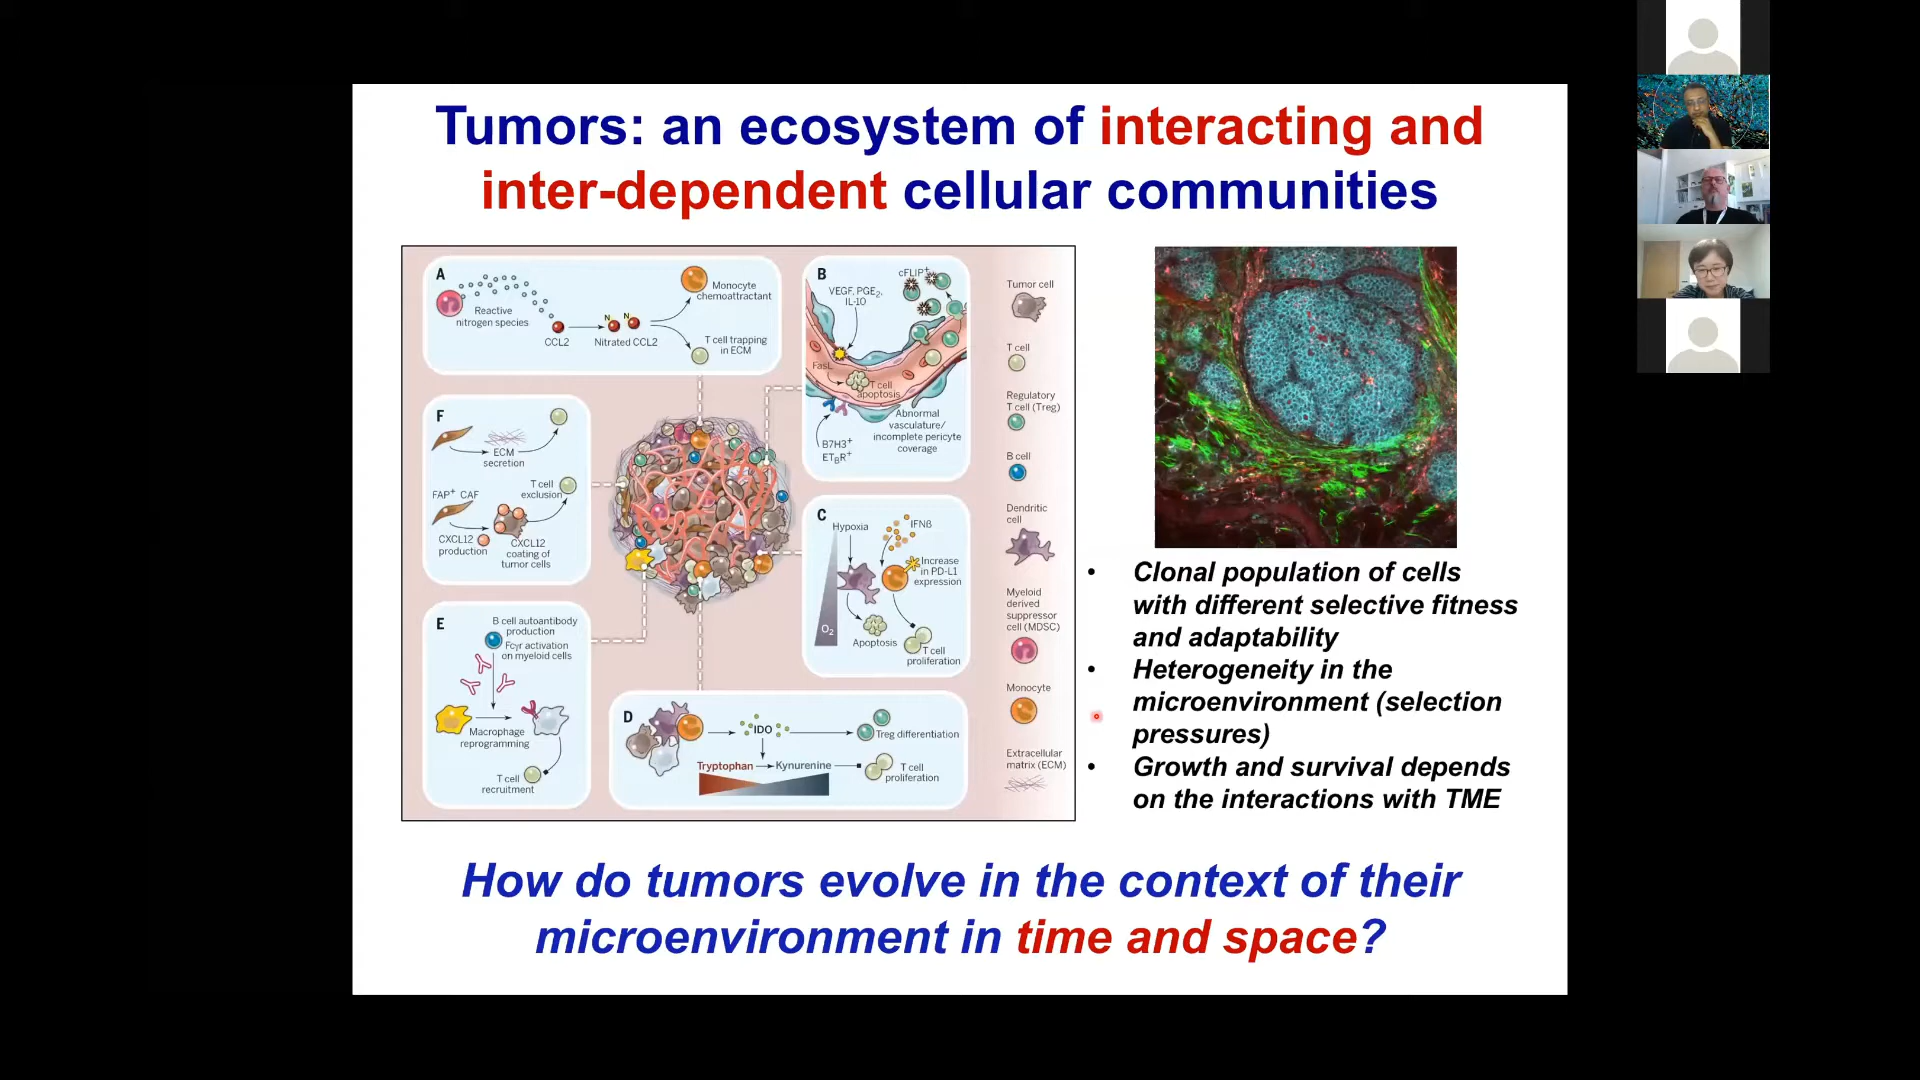 Tumors: an ecosystem of interacting and
inter-dependent cellular communities
A
Reactive
nitrogen species
CCL2
N N
Nitrated CCL2
Monocyte
chemoattractant
T cell trapping
in ECM
B
VEGF, PGE2,
IL-10
cFLIP+
FasL
T cell
apoptosis
B7H3+
ETBR+
Abnormal
vasculature/
incomplete pericyte
coverage
F
ECM
secretion
FAP+ CAF
T cell
exclusion
CXCL12
production
CXCL12
coating of
tumor cells
C
Hypoxia
IFNß
Increase
in PD-L1
expression
O2
Apoptosis
T cell
proliferation
E
B cell autoantibody
production
Fcγr activation
on myeloid cells
Macrophage
reprogramming
T cell
recruitment
D
IDO
Treg differentiation
Tryptophan
Kynurenine
T cell
proliferation
Tumor cell
T cell
Regulatory
T cell (Treg)
B cell
Dendritic
cell
Myeloid
derived
suppressor
cell (MDSC)
Monocyte
Extracellular
matrix (ECM)
• Clonal population of cells
with different selective fitness
and adaptability
• Heterogeneity in the
microenvironment (selection
pressures)
• Growth and survival depends
on the interactions with TME
How do tumors evolve in the context of their
microenvironment in time and space?